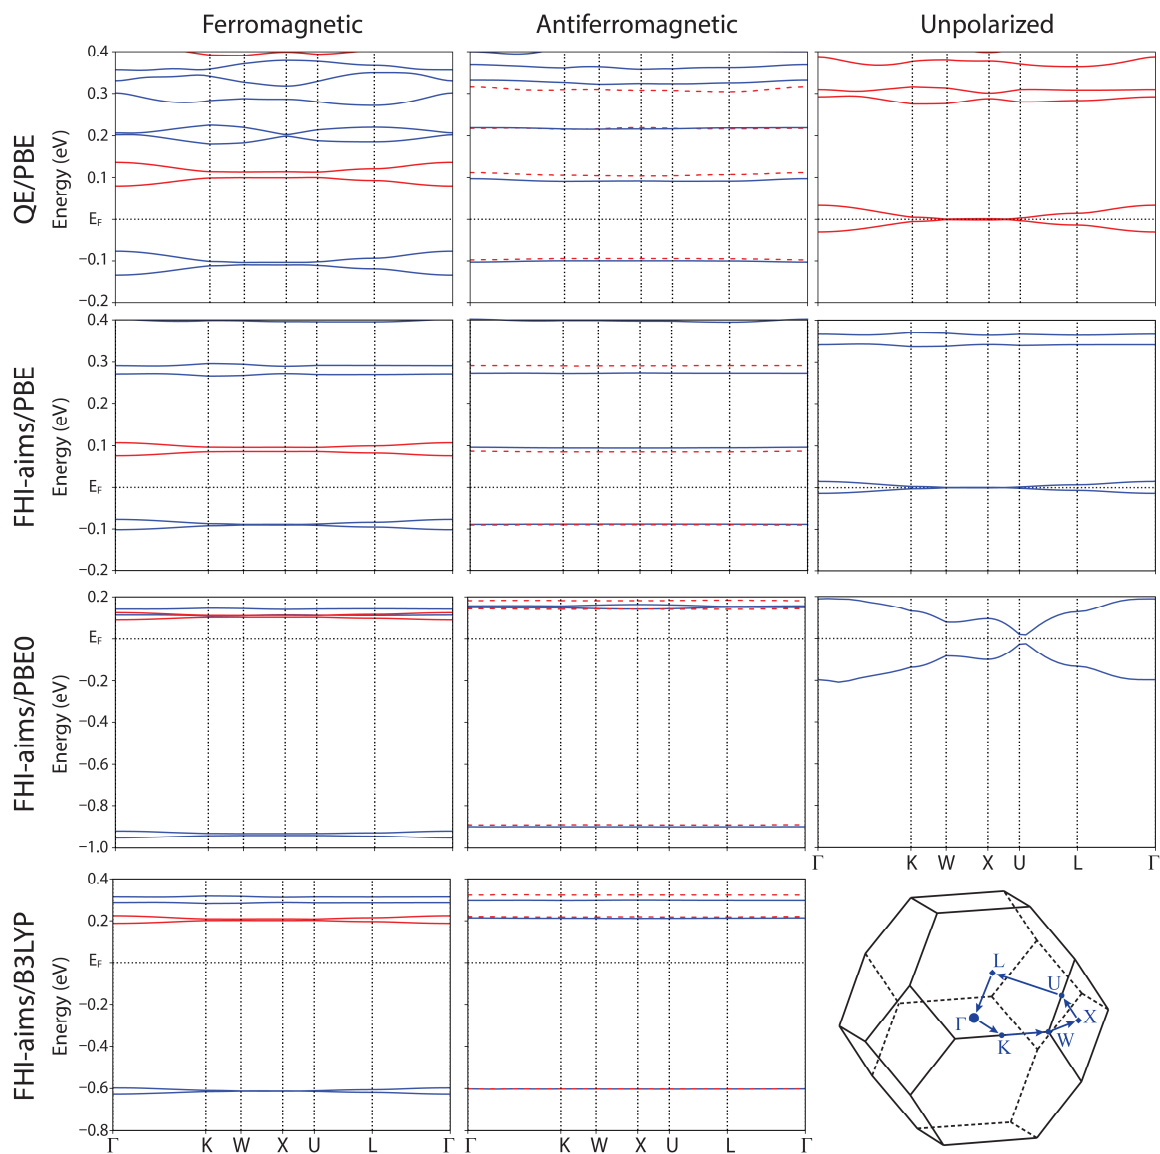 Ferromagnetic Antiferromagnetic Unpolarized
QE/PBE
Energy (eV)
0.4
0.3
0.2
0.1
EF
−0.1
−0.2
FHI-aims/PBE
Energy (eV)
0.4
0.3
0.2
0.1
EF
−0.1
−0.2
FHI-aims/PBE0
Energy (eV)
0.2
EF
−0.2
−0.4
−0.6
−0.8
−1.0
Γ K W X U L Γ
FHI-aims/B3LYP
Energy (eV)
0.4
0.2
EF
−0.2
−0.4
−0.6
−0.8
Γ K W X U L Γ K W X U L Γ
L
U
Γ
X
K
W